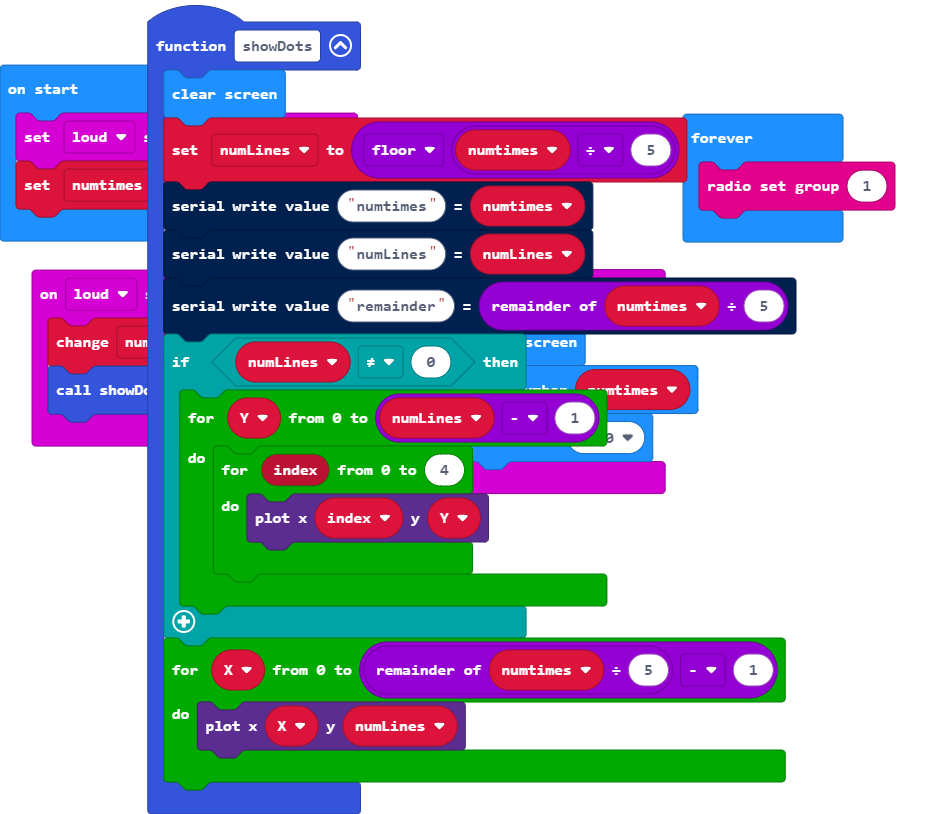 function showDots
on start
clear screen
set loud
set numLines to floor numtimes ÷ 5
forever
set numtimes
radio set group 1
serial write value "numtimes" = numtimes
serial write value "numLines" = numLines
on loud
serial write value "remainder" = remainder of numtimes ÷ 5
change
if numLines ≠ 0 then
screen
call
numtimes
for Y from 0 to numLines - 1
do
for index from 0 to 4
do
plot x index y Y
for X from 0 to remainder of numtimes ÷ 5 - 1
do
plot x X y numLines